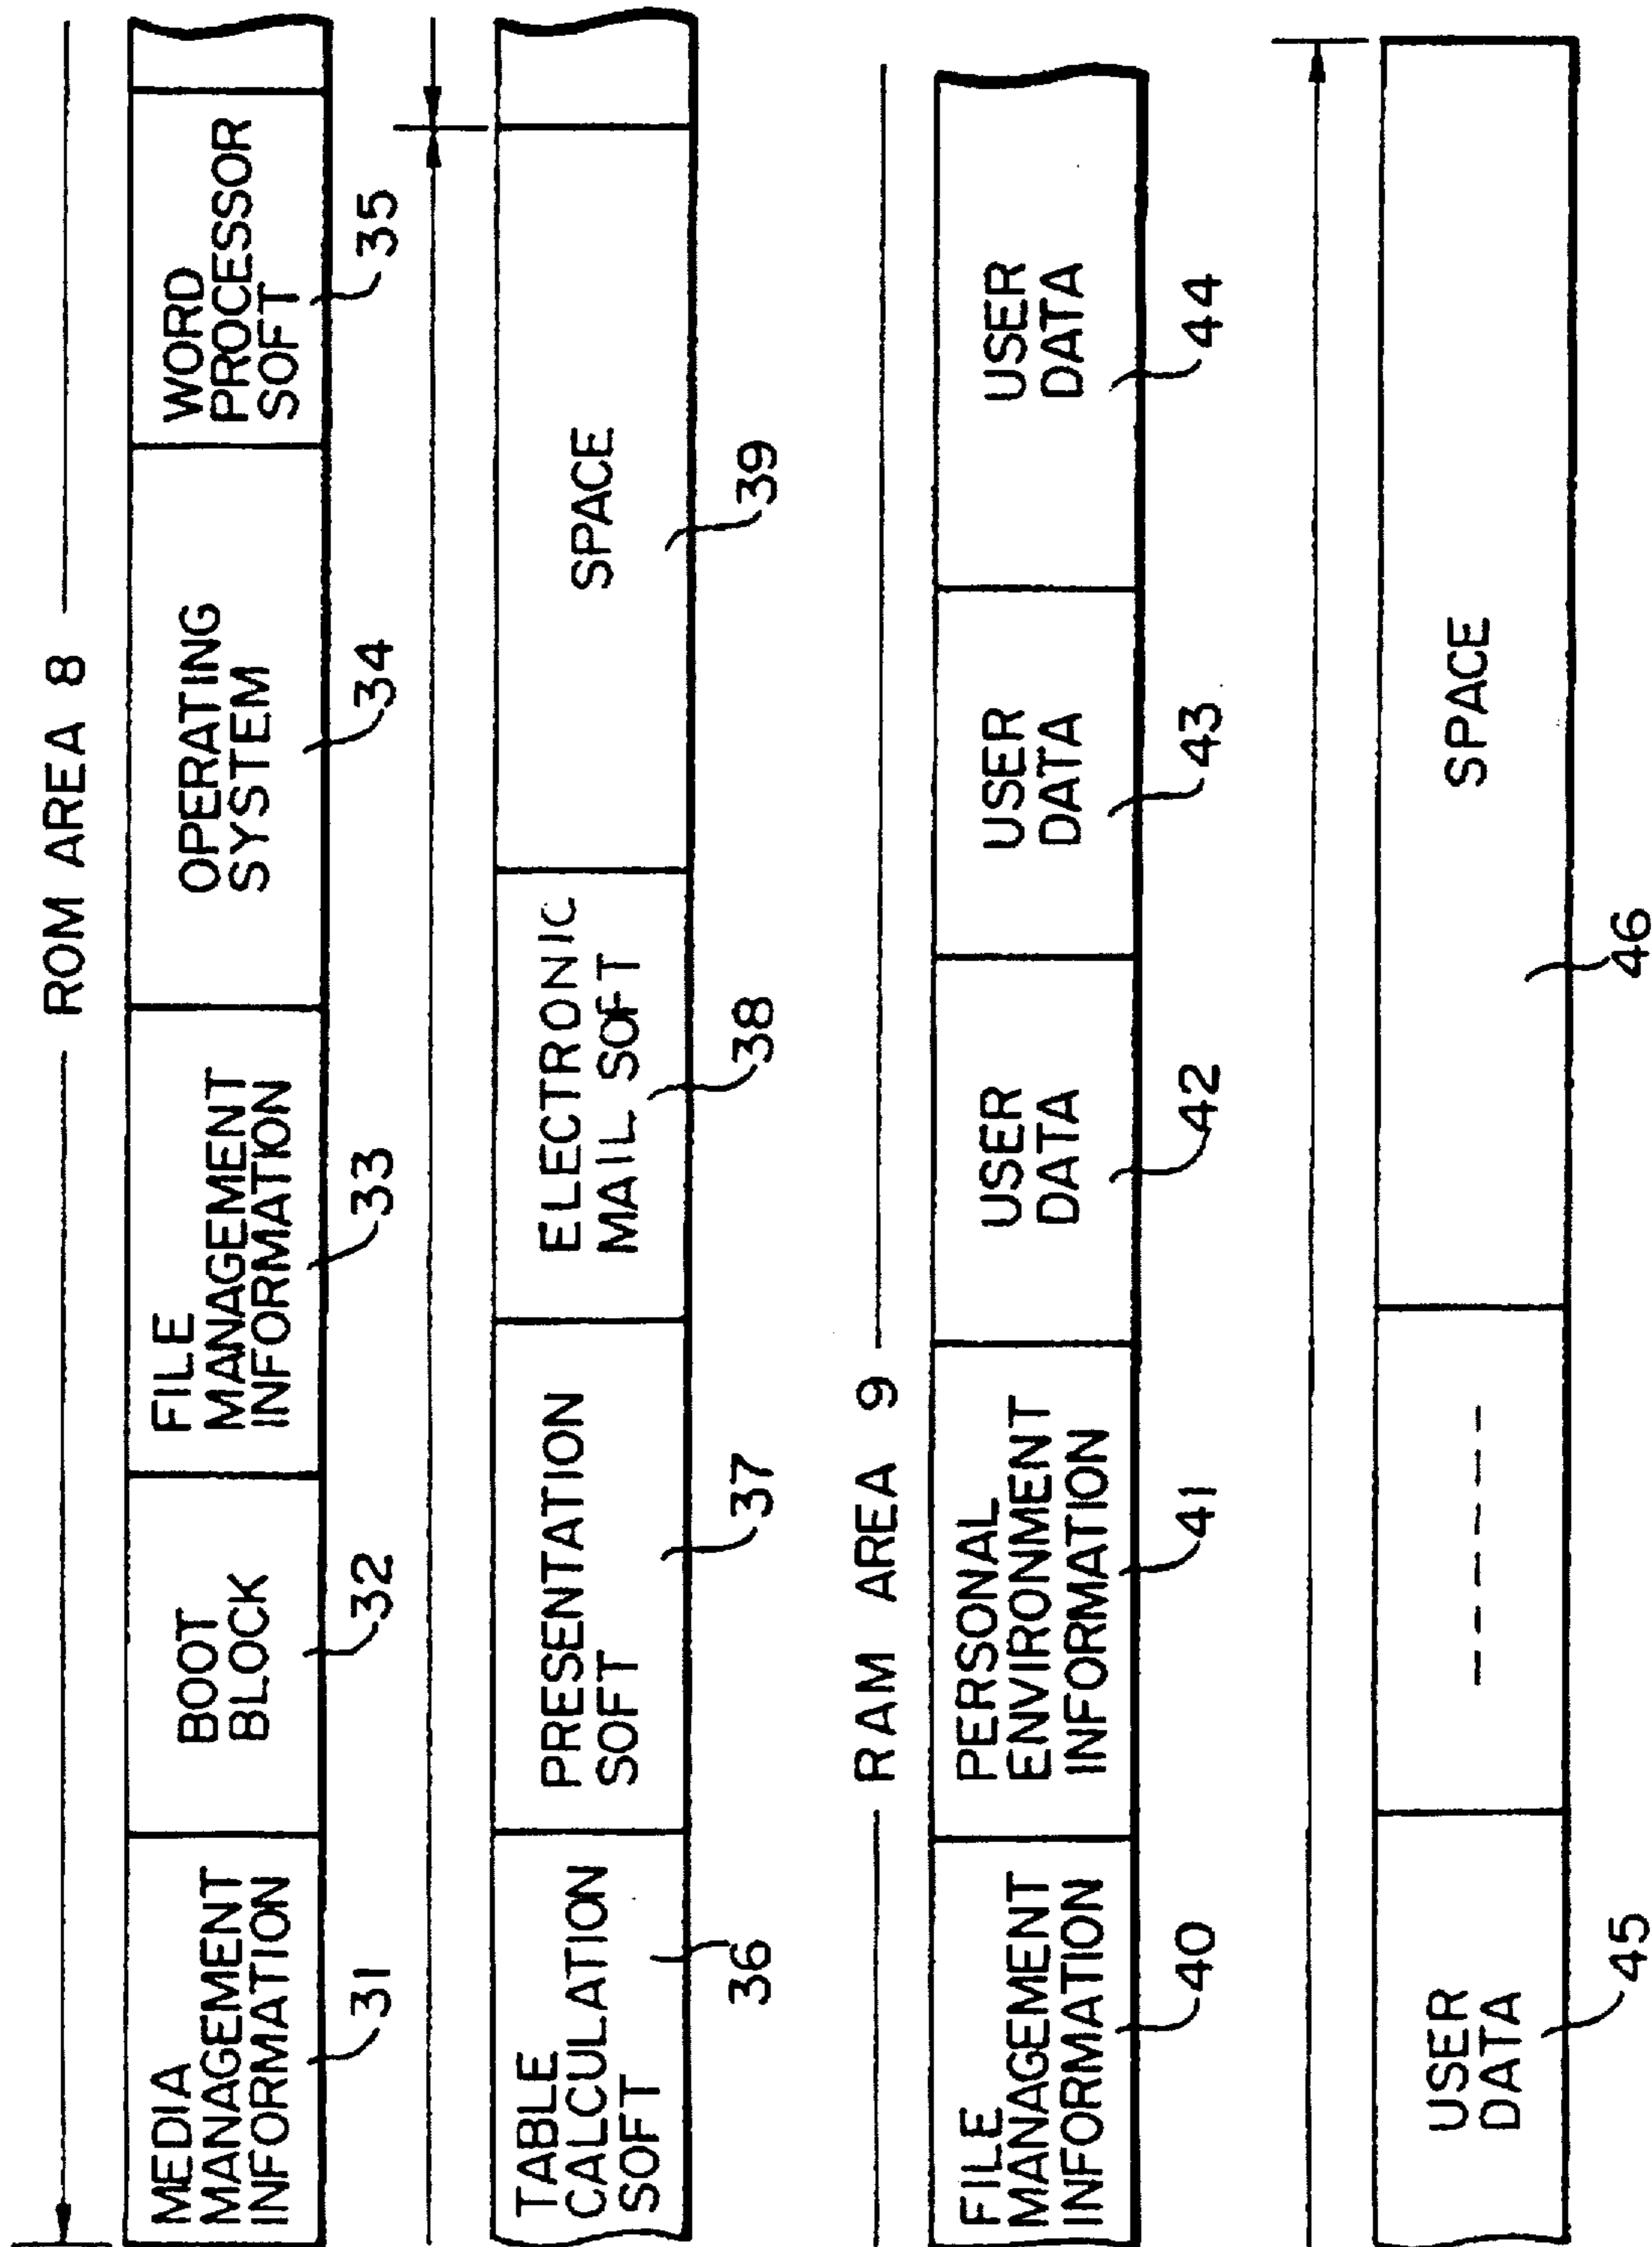 ROM AREA 8
MEDIA
MANAGEMENT
INFORMATION
31
BOOT
BLOCK
32
FILE
MANAGEMENT
INFORMATION
33
OPERATING
SYSTEM
34
WORD
PROCESSOR
SOFT
35
TABLE
CALCULATION
SOFT
36
PRESENTATION
SOFT
37
ELECTRONIC
MAIL SOFT
38
SPACE
39
RAM AREA 9
FILE
MANAGEMENT
INFORMATION
40
PERSONAL
ENVIRONMENT
INFORMATION
41
USER
DATA
42
USER
DATA
43
USER
DATA
44
USER
DATA
45
SPACE
46